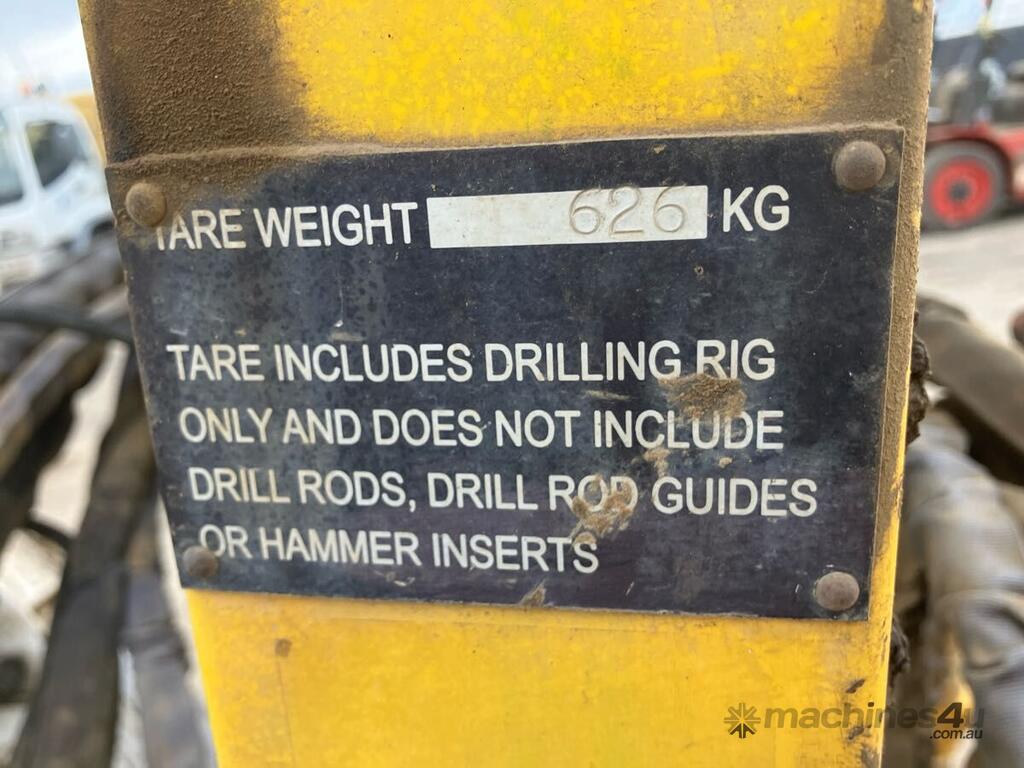 TARE WEIGHT 626 KG
TARE INCLUDES DRILLING RIG
ONLY AND DOES NOT INCLUDE
DRILL RODS, DRILL ROD GUIDES
OR HAMMER INSERTS
machines4u
.com.au